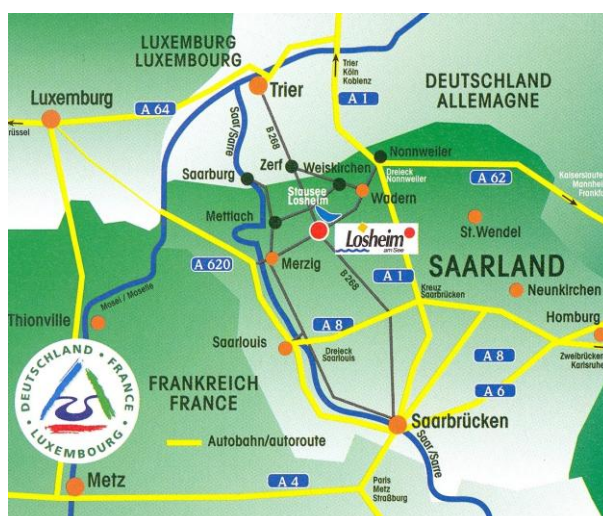 LUXEMBURG
LUXEMBOURG
Trier
Köln
Koblenz
DEUTSCHLAND
ALLEMAGNE
Luxemburg
A 64
Trier
A 1
Saar/Sarre
B 268
Nonnweiler
Dreieck
Nonnweiler
A 62
Zerf
Weiskirchen
Saarburg
Stausee
Losheim
Wadern
Mettlach
St.Wendel
Losheim
am See
A 620
Merzig
B 268
A 1
SAARLAND
Kreuz
Saarbrücken
Neunkirchen
Mosel / Moselle
Homburg
Thionville
A 8
Saarlouis
Dreieck
Saarlouis
A 8
Zweibrücken
A 6
DEUTSCHLAND • FRANCE • LUXEMBOURG •
FRANKREICH
FRANCE
Saarbrücken
Autobahn/autoroute
Saar/Sarre
Metz
A 4
Paris
Metz
Straßburg